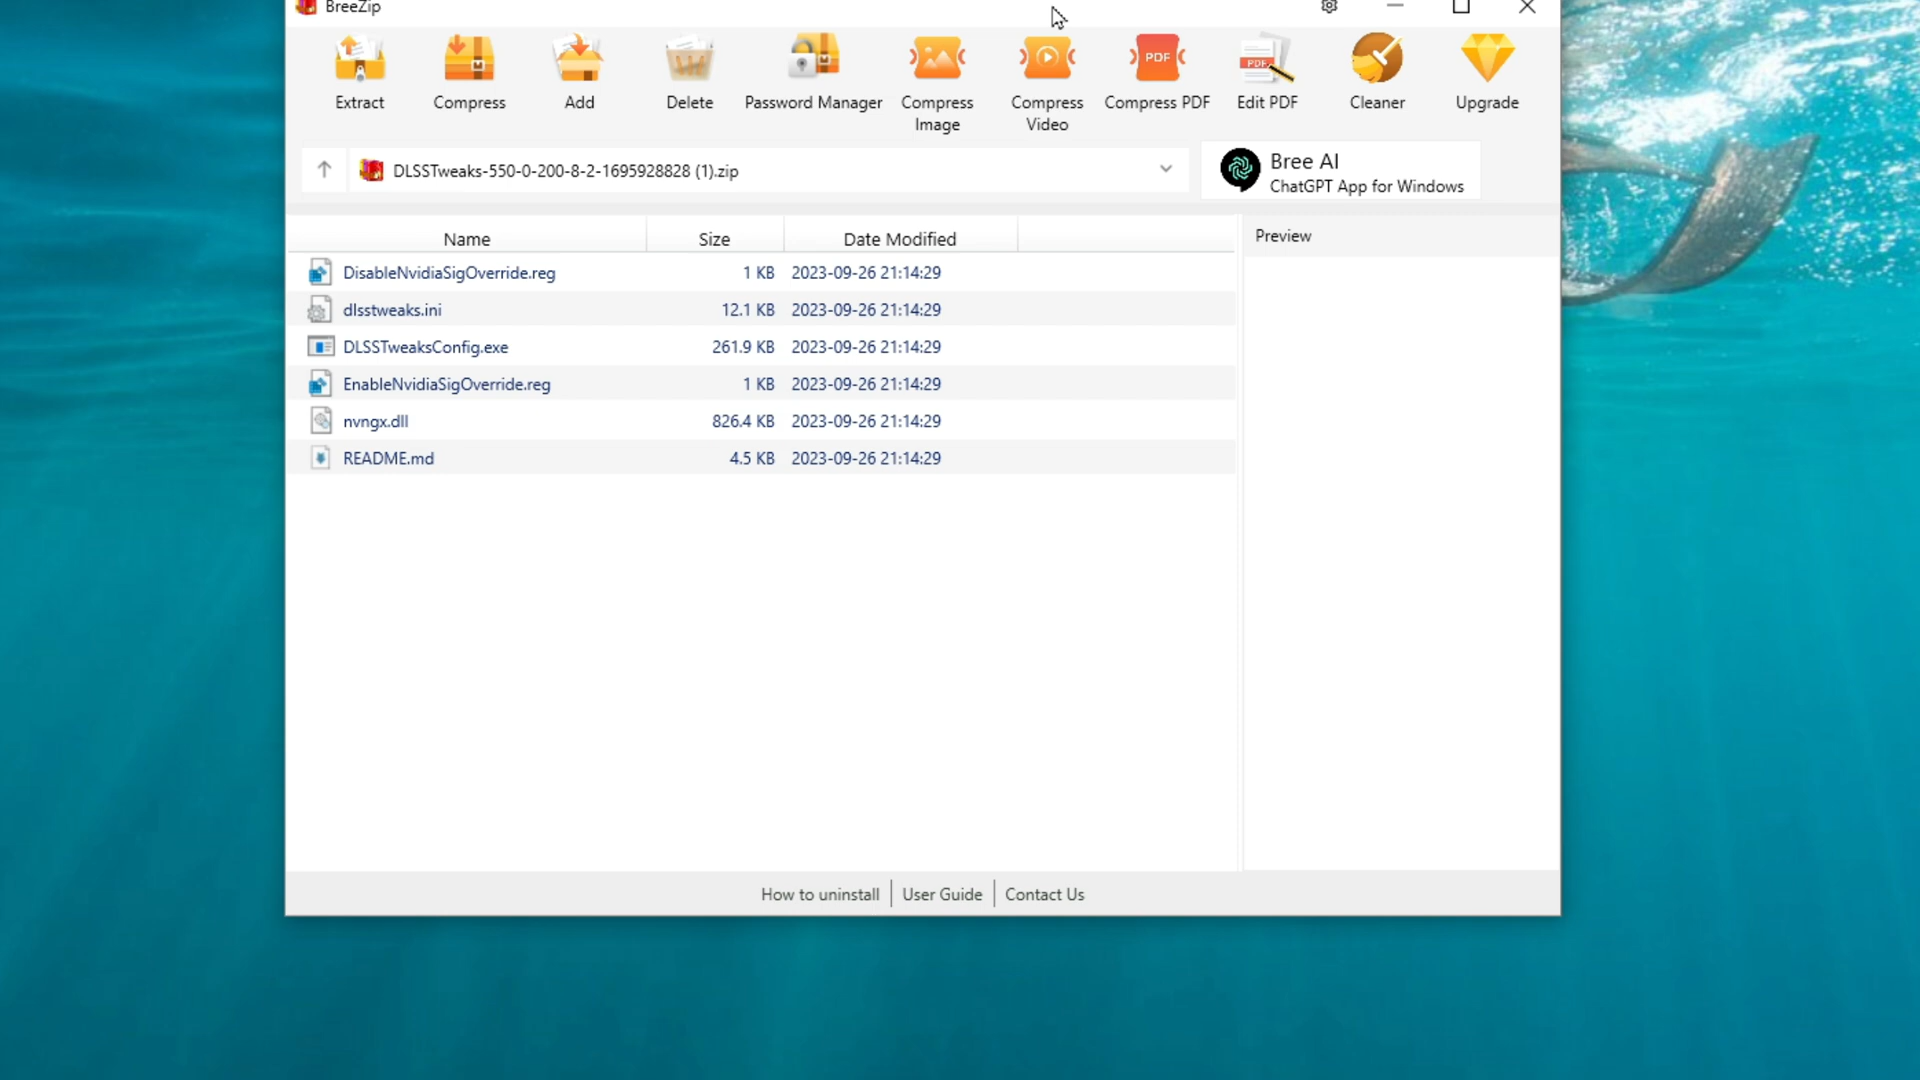 BreeZip
Extract
Compress
Add
Delete
Password Manager
Compress
Image
Compress
Video
PDF
Compress PDF
PDF
Edit PDF
Cleaner
Upgrade
DLSSTweaks-550-0-200-8-2-1695928828 (1).zip
Bree AI
ChatGPT App for Windows
Name Size Date Modified
Preview
DisableNvidiaSigOverride.reg 1 KB 2023-09-26 21:14:29
dlsstweaks.ini 12.1 KB 2023-09-26 21:14:29
DLSSTweaksConfig.exe 261.9 KB 2023-09-26 21:14:29
EnableNvidiaSigOverride.reg 1 KB 2023-09-26 21:14:29
nvngx.dll 826.4 KB 2023-09-26 21:14:29
README.md 4.5 KB 2023-09-26 21:14:29
How to uninstall User Guide Contact Us